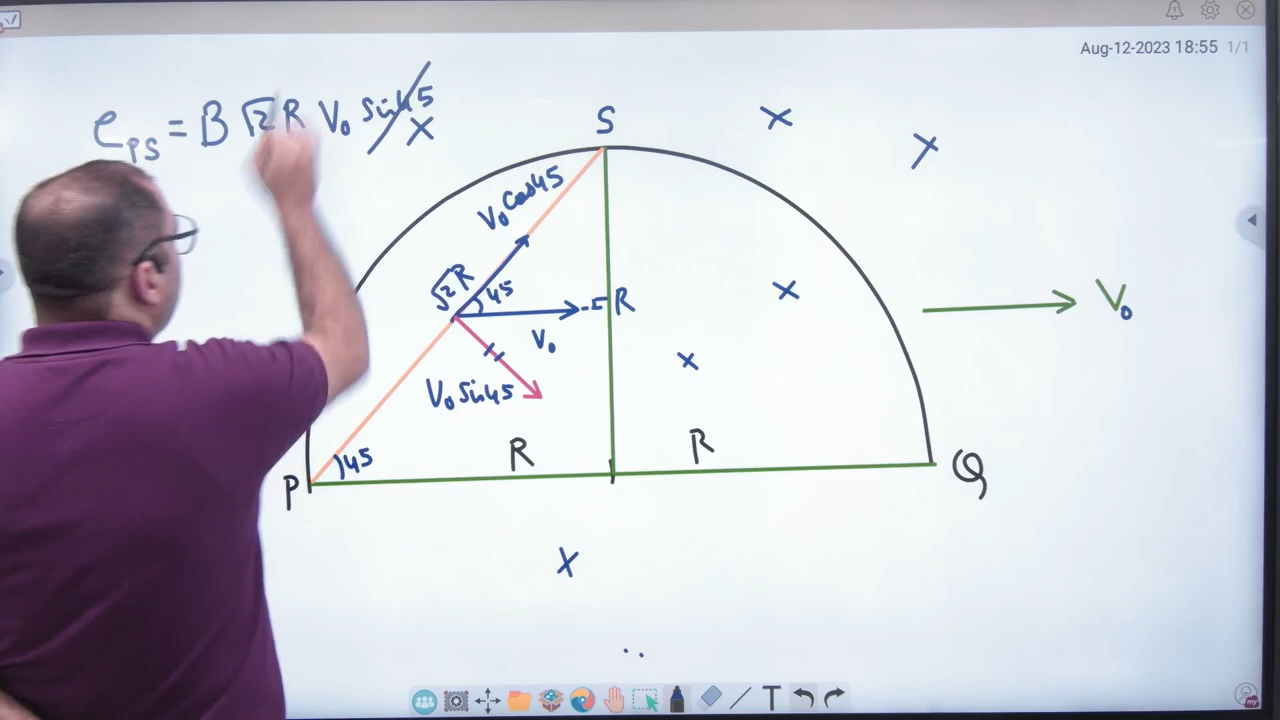 Aug-12-2023 18:55 1/1
e_PS = B √2 R V₀ Sin45
S
V₀ Cos45
√2R
45
R
V₀
V₀
V₀ Sin45
45
R
R
P
Q
T
my